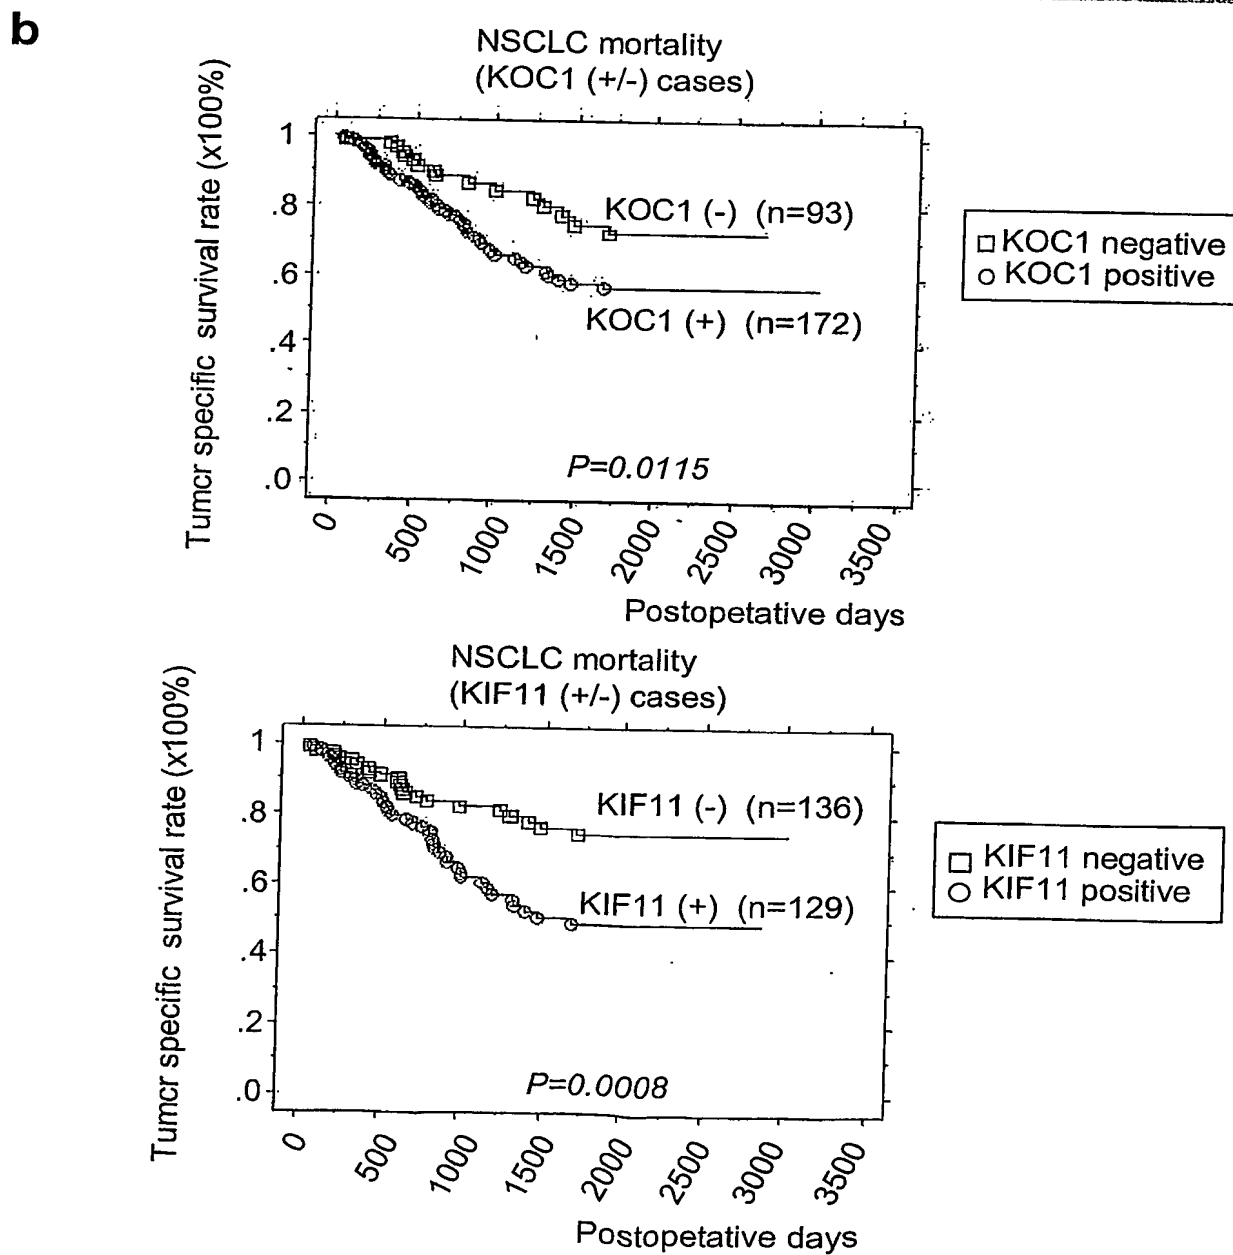 b
NSCLC mortality
(KOC1 (+/-) cases)
Tumcr specific survival rate (x100%)
1
.8
.6
.4
.2
.0
KOC1 (-) (n=93)
KOC1 (+) (n=172)
P=0.0115
0
500
1000
1500
2000
2500
3000
3500
Postopetative days
KOC1 negative
KOC1 positive
NSCLC mortality
(KIF11 (+/-) cases)
Tumcr specific survival rate (x100%)
1
.8
.6
.4
.2
.0
KIF11 (-) (n=136)
KIF11 (+) (n=129)
P=0.0008
0
500
1000
1500
2000
2500
3000
3500
Postopetative days
KIF11 negative
KIF11 positive